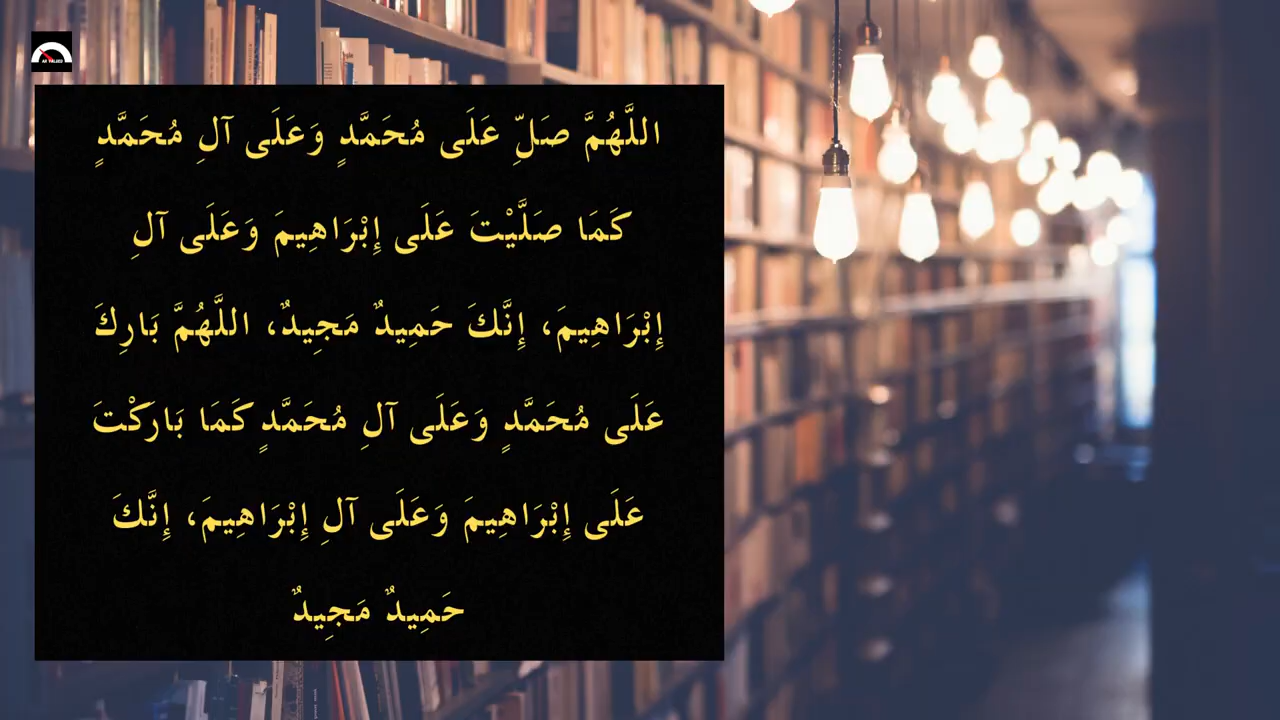 اللَّهُمَّ صَلِّ عَلَى مُحَمَّدٍ وَعَلَى آلِ مُحَمَّدٍ
كَمَا صَلَّيْتَ عَلَى إِبْرَاهِيمَ وَعَلَى آلِ
إِبْرَاهِيمَ، إِنَّكَ حَمِيدٌ مَجِيدٌ، اللَّهُمَّ بَارِكَ
عَلَى مُحَمَّدٍ وَعَلَى آلِ مُحَمَّدٍ كَمَا بَارَكْتَ
عَلَى إِبْرَاهِيمَ وَعَلَى آلِ إِبْرَاهِيمَ، إِنَّكَ
حَمِيدٌ مَجِيدٌ